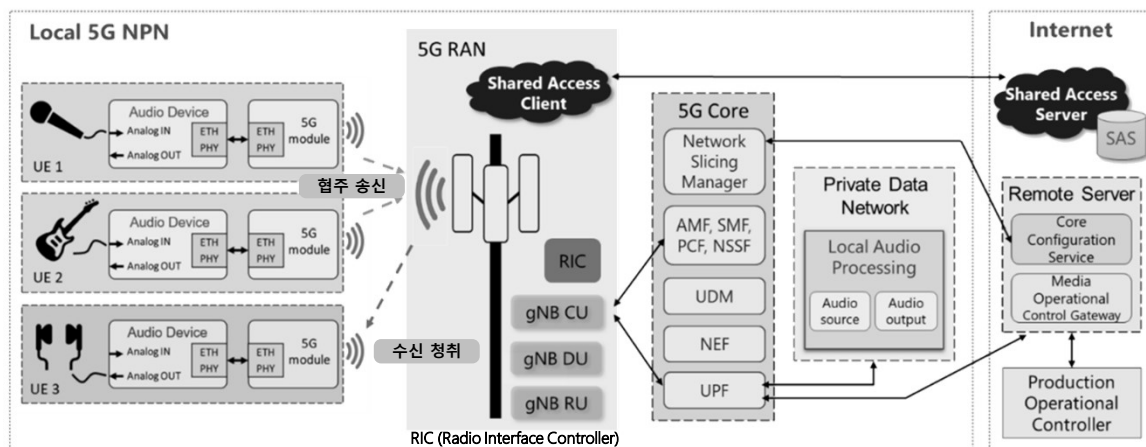 Local 5G NPN
Audio Device
Analog IN
Analog OUT
ETH
PHY
ETH
PHY
5G
module
UE 1
협주 송신
Audio Device
Analog IN
Analog OUT
ETH
PHY
ETH
PHY
5G
module
UE 2
Audio Device
Analog IN
Analog OUT
ETH
PHY
ETH
PHY
5G
module
UE 3
수신 청취
5G RAN
Shared Access
Client
RIC
gNB CU
gNB DU
gNB RU
RIC (Radio Interface Controller)
5G Core
Network
Slicing
Manager
AMF, SMF,
PCF, NSSF
UDM
NEF
UPF
Private Data
Network
Local Audio
Processing
Audio
source
Audio
output
Internet
Shared Access
Server
SAS
Remote Server
Core
Configuration
Service
Media
Operational
Control Gateway
Production
Operational
Controller